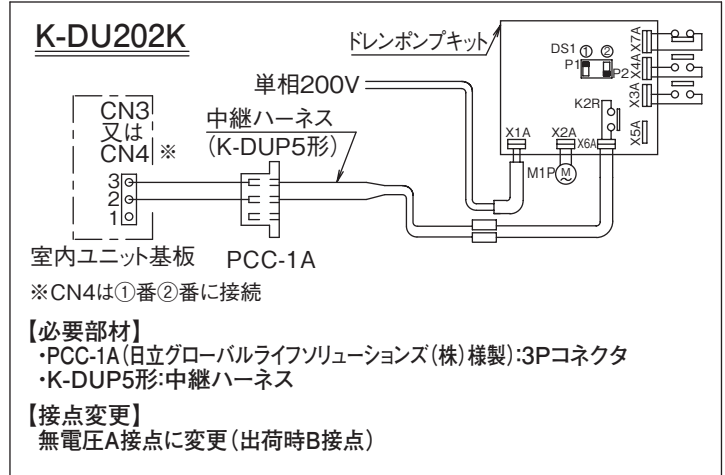 K-DU202K
ドレンポンプキット
DS1 ① ②
P1
P2
X7A
X4A
X3A
X5A
K2R
単相200V
X1A
X2A
X6A
M1P
M
CN3
又は
CN4
※
中継ハーネス
(K-DUP5形)
3
2
1
室内ユニット基板
PCC-1A
※CN4は①番②番に接続
【必要部材】
・PCC-1A(日立グローバルライフソリューションズ(株)様製):3Pコネクタ
・K-DUP5形:中継ハーネス
【接点変更】
無電圧A接点に変更(出荷時B接点)